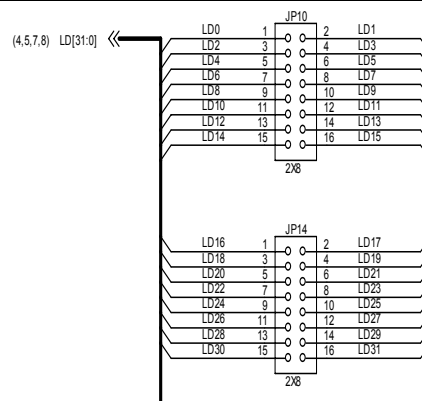 JP10
(4,5,7,8) LD[31:0]
LD0 1 2 LD1
LD2 3 4 LD3
LD4 5 6 LD5
LD6 7 8 LD7
LD8 9 10 LD9
LD10 11 12 LD11
LD12 13 14 LD13
LD14 15 16 LD15
2X8
JP14
LD16 1 2 LD17
LD18 3 4 LD19
LD20 5 6 LD21
LD22 7 8 LD23
LD24 9 10 LD25
LD26 11 12 LD27
LD28 13 14 LD29
LD30 15 16 LD31
2X8